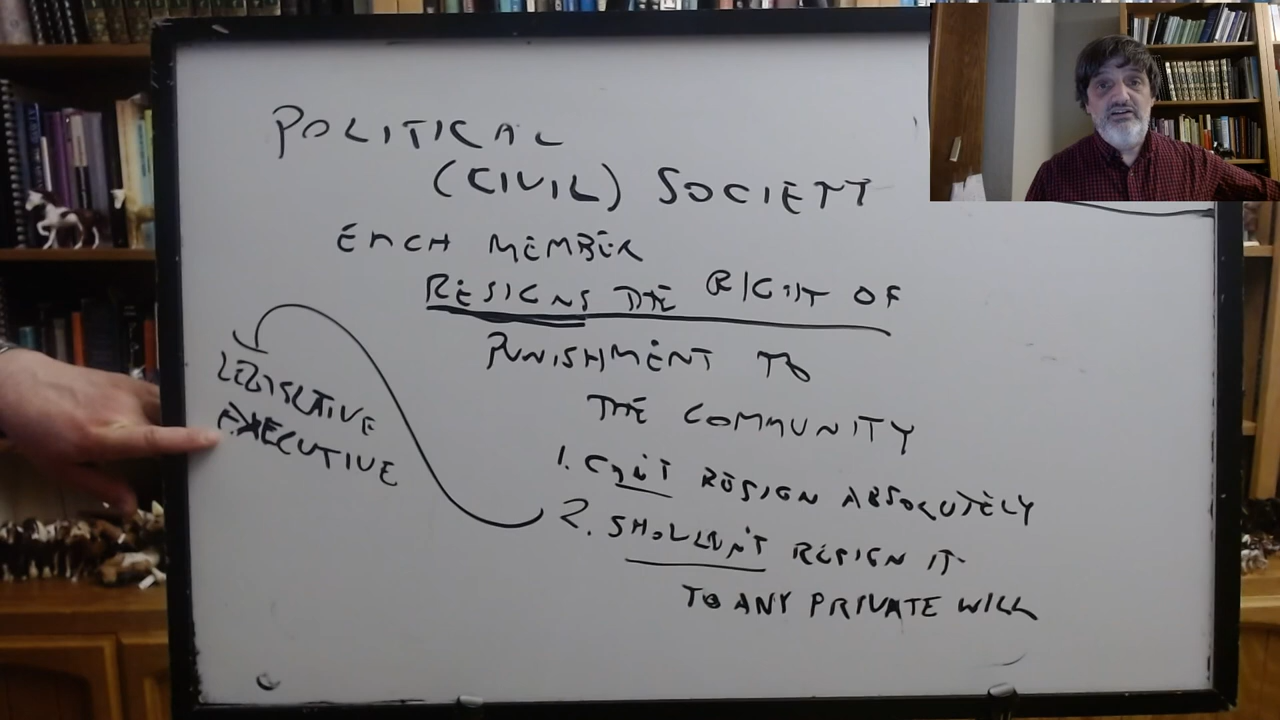 POLITICAL
(CIVIL) SOCIETY
EACH MEMBER
RESIGNS THE RIGHT OF
PUNISHMENT TO
THE COMMUNITY
1. CAN'T RESIGN ABSOLUTELY
2. SHOULDN'T RESIGN IT
TO ANY PRIVATE WILL
LEGISLATIVE
EXECUTIVE